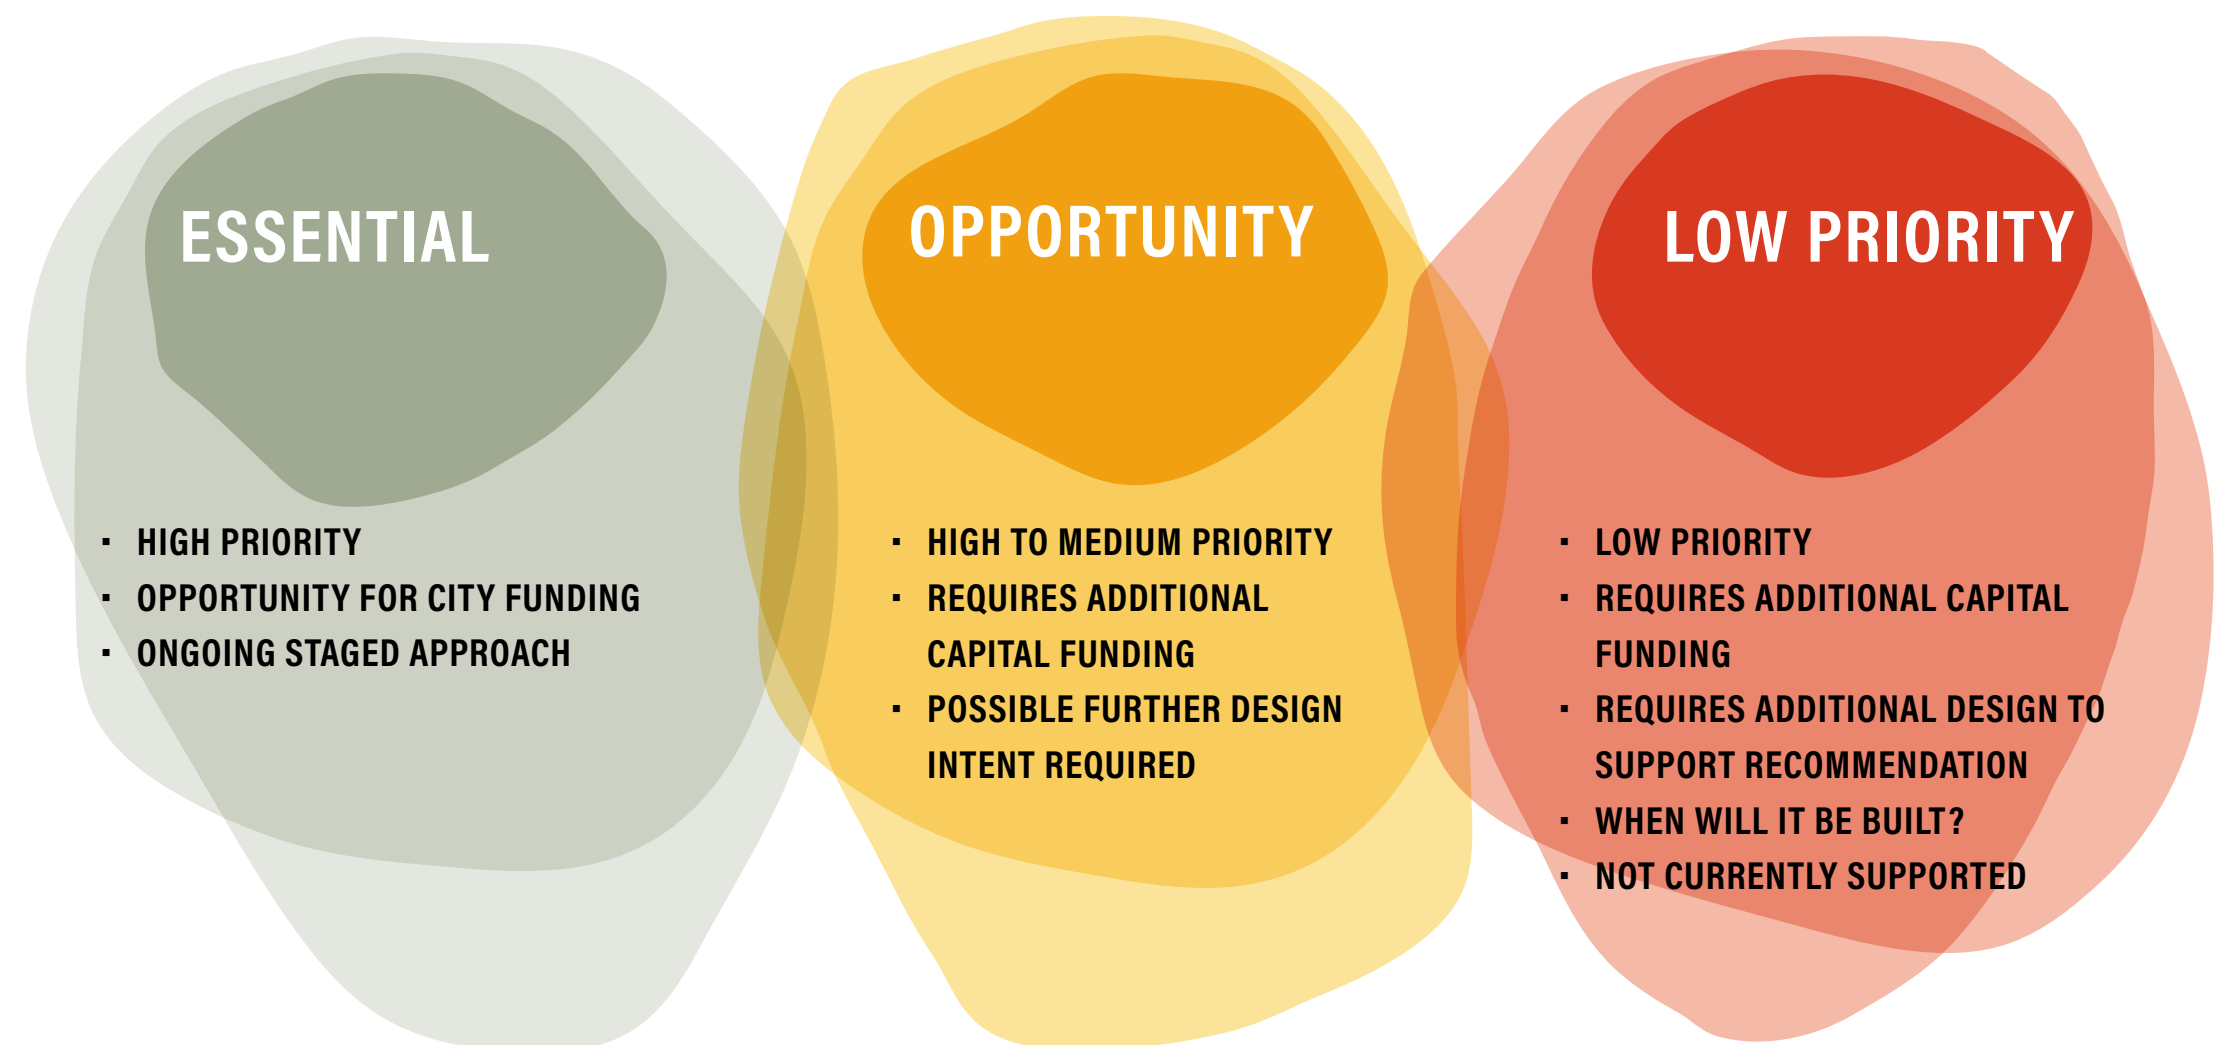 ESSENTIAL
· HIGH PRIORITY
· OPPORTUNITY FOR CITY FUNDING
· ONGOING STAGED APPROACH
OPPORTUNITY
· HIGH TO MEDIUM PRIORITY
· REQUIRES ADDITIONAL
CAPITAL FUNDING
· POSSIBLE FURTHER DESIGN
INTENT REQUIRED
LOW PRIORITY
· LOW PRIORITY
· REQUIRES ADDITIONAL CAPITAL
FUNDING
· REQUIRES ADDITIONAL DESIGN TO
SUPPORT RECOMMENDATION
· WHEN WILL IT BE BUILT?
· NOT CURRENTLY SUPPORTED